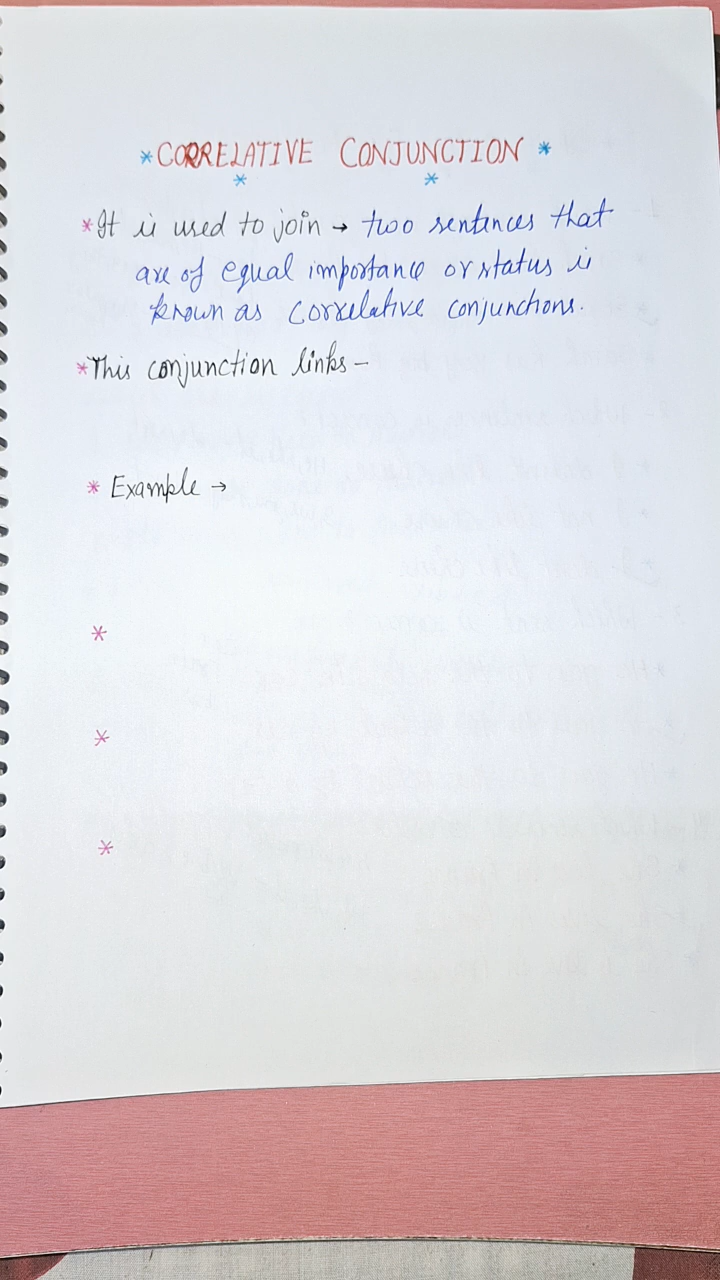 *CORRELATIVE CONJUNCTION*
* *
*It is used to join → two sentences that
are of equal importance or status is
known as correlative conjunctions.
*This conjunction links –
* Example →
*
*
*